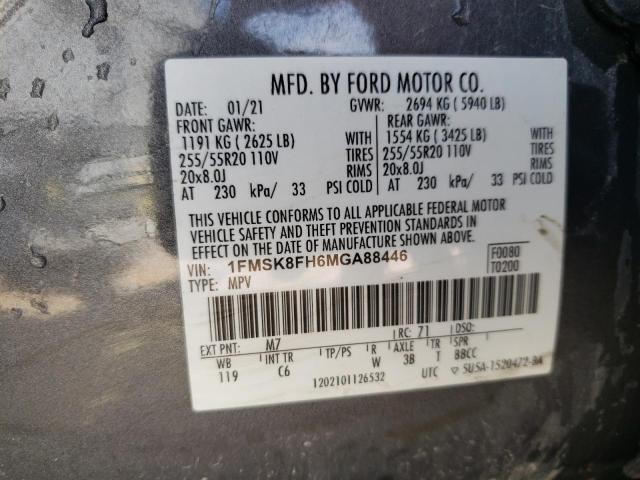 MFD. BY FORD MOTOR CO.
DATE: 01/21 GVWR: 2694 KG ( 5940 LB)
FRONT GAWR: REAR GAWR:
1191 KG ( 2625 LB) WITH 1554 KG ( 3425 LB) WITH
255/55R20 110V TIRES 255/55R20 110V TIRES
20x8.0J RIMS 20x8.0J RIMS
AT 230 kPa/ 33 PSI COLD AT 230 kPa/ 33 PSI COLD
THIS VEHICLE CONFORMS TO ALL APPLICABLE FEDERAL MOTOR
VEHICLE SAFETY AND THEFT PREVENTION STANDARDS IN
EFFECT ON THE DATE OF MANUFACTURE SHOWN ABOVE.
VIN: 1FMSK8FH6MGA88446 F0080
TYPE: MPV T0200
EXT PNT: M7 RC: 71 DSO:
WB INT TR TP/PS R AXLE TR SPR
119 C6 W 38 T BBCC
1202101126532 UTC ▽ 5U5A-1520472-BA